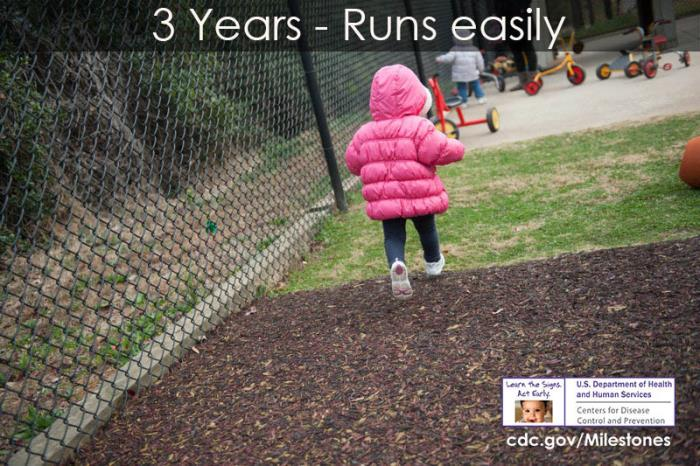 3 Years - Runs easily
Learn the Signs.
Act Early.
U.S. Department of Health
and Human Services
Centers for Disease
Control and Prevention
cdc.gov/Milestones